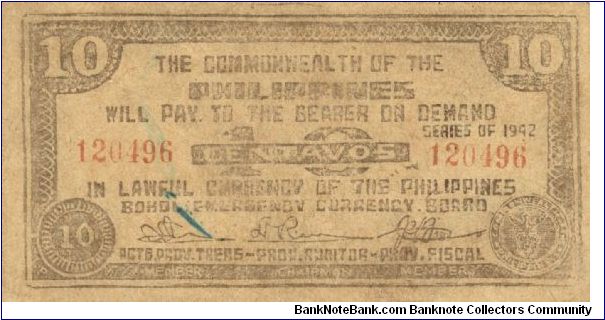 10 10
THE COMMONWEALTH OF THE
PHILIPPINES
WILL PAY TO THE BEARER ON DEMAND
SERIES OF 1942
120496 10 CENTAVOS 120496
IN LAWFUL CURRENCY OF THE PHILIPPINES
BOHOL EMERGENCY CURRENCY BOARD
10
ACTG. PROV. TREAS-PROV. AUDITOR-PROV. FISCAL
MEMBER CHAIRMAN MEMBER
BankNoteBank.com Banknote Collectors Community